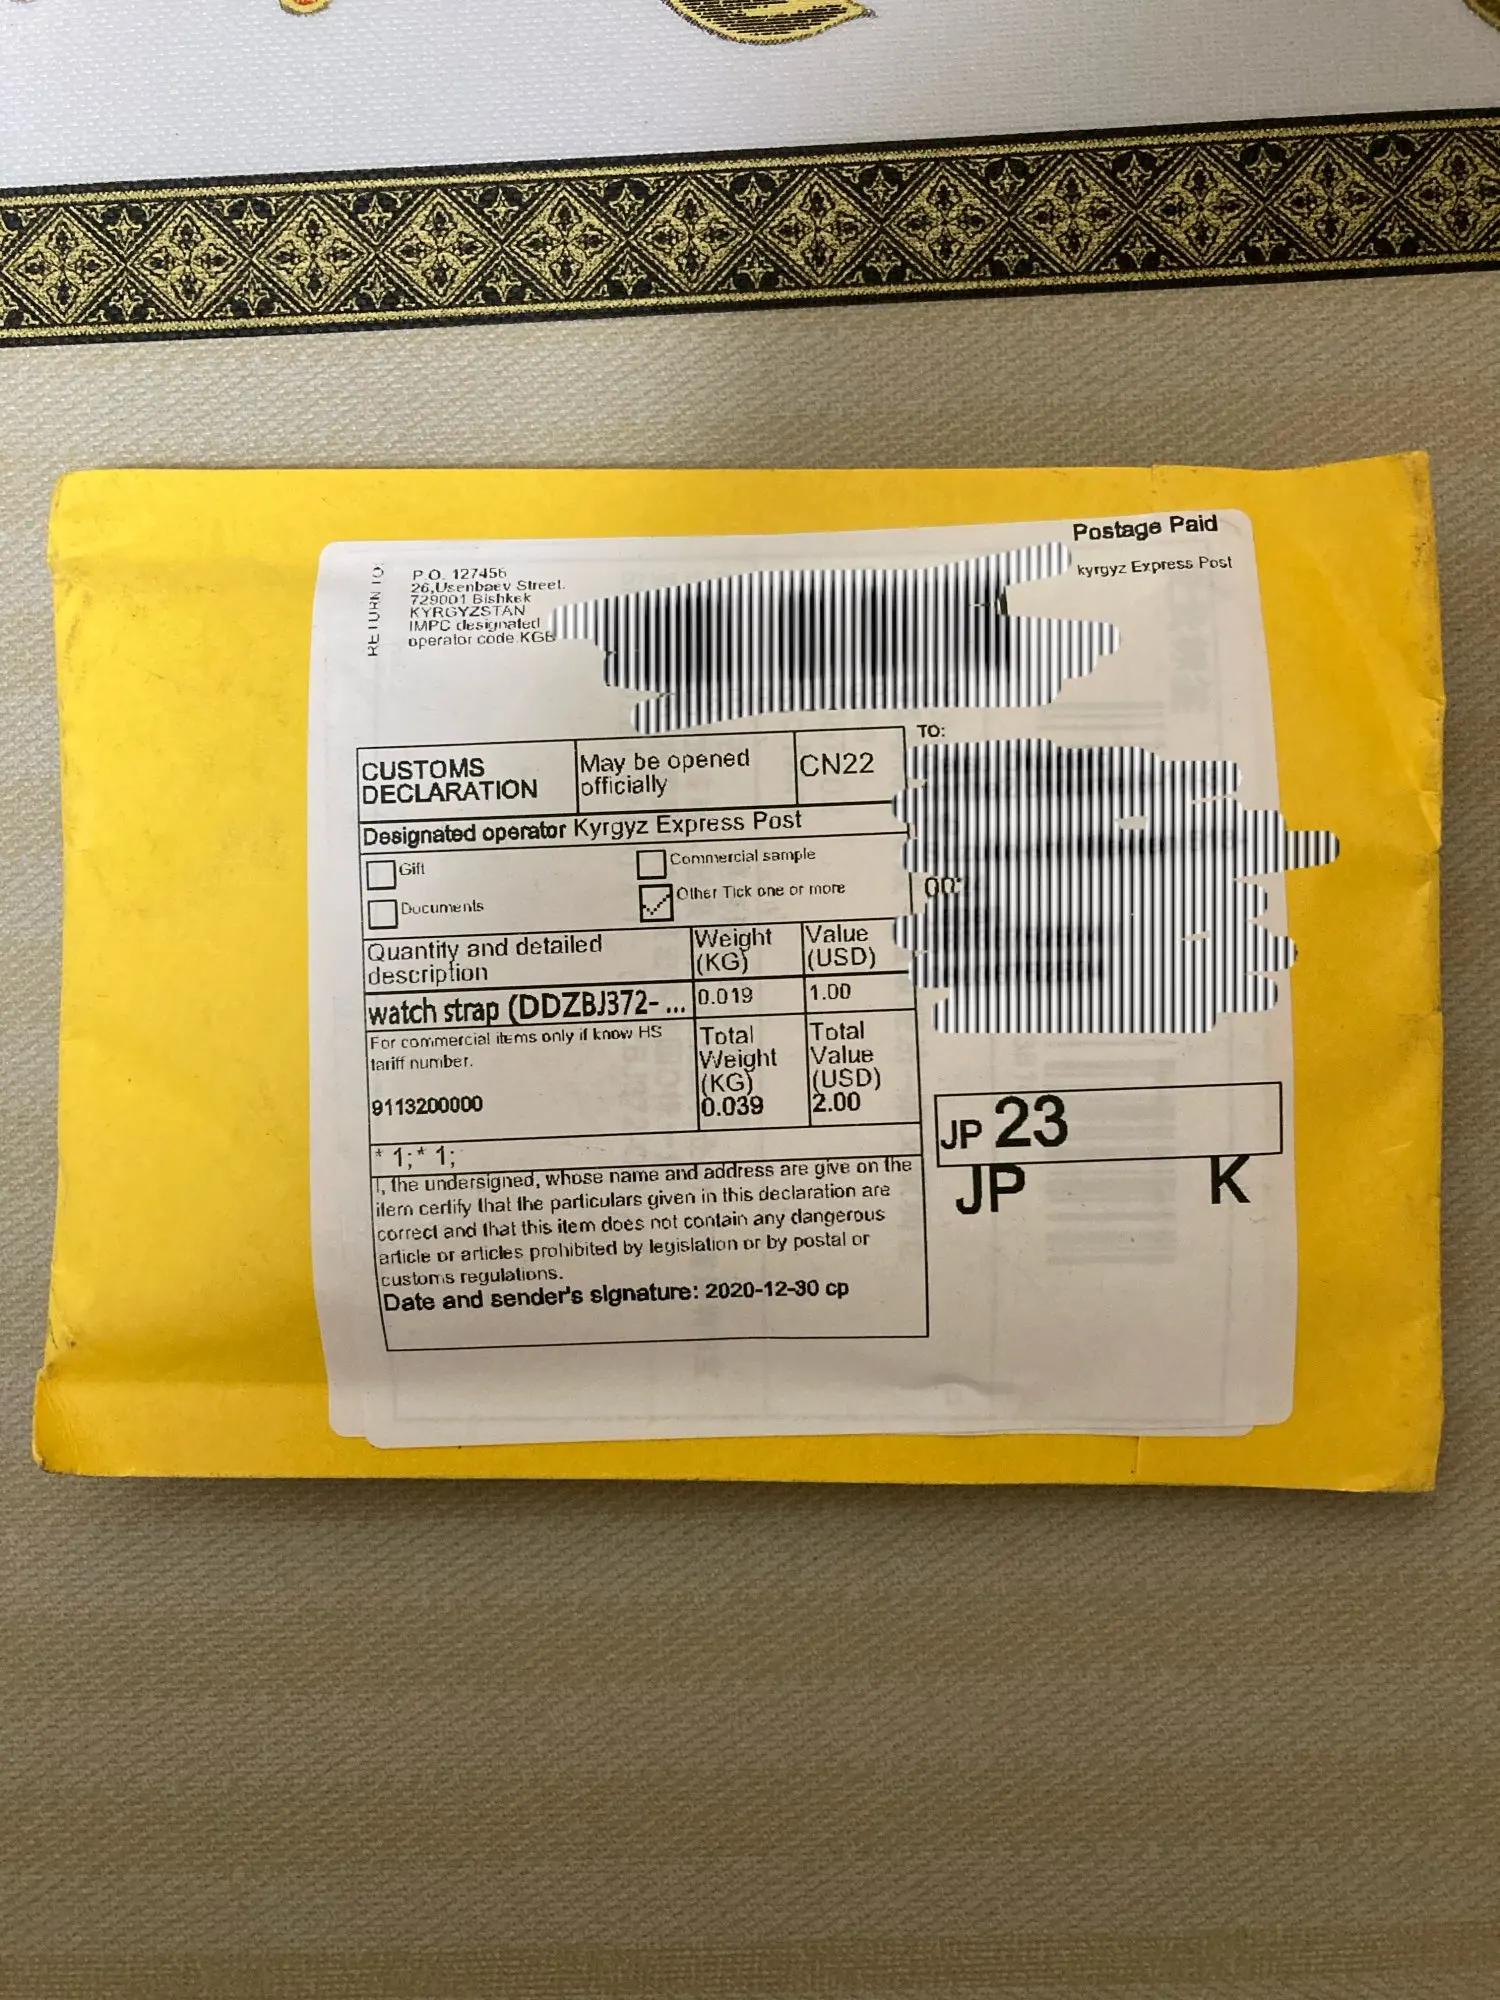 Postage Paid
kyrgyz Express Post
RETURN TO:
P.O. 127456
26,Usenbaev Street.
729001 Bishkek
KYRGYZSTAN
IMPC designated
operator code.KGB
TO:
CUSTOMS
DECLARATION
May be opened
officially
CN22
Designated operator Kyrgyz Express Post
Gift
Commercial sample
Documents
Other Tick one or more
Quantity and detailed
description
Weight
(KG)
Value
(USD)
watch strap (DDZBJ372- ...
0.019
1.00
For commercial items only if know HS
tariff number.
9113200000
Total
Weight
(KG)
0.039
Total
Value
(USD)
2.00
* 1;* 1;
I, the undersigned, whose name and address are give on the
item certify that the particulars given in this declaration are
correct and that this item does not contain any dangerous
article or articles prohibited by legislation or by postal or
customs regulations.
Date and sender's signature: 2020-12-30 cp
JP 23
JP K